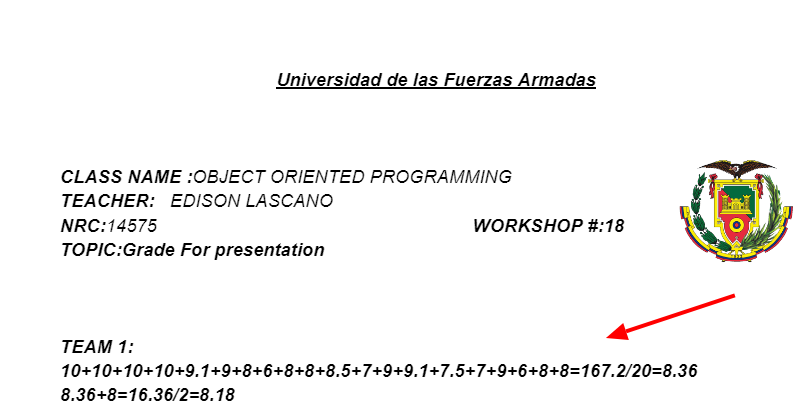 Universidad de las Fuerzas Armadas
CLASS NAME :OBJECT ORIENTED PROGRAMMING
TEACHER: EDISON LASCANO
NRC:14575 WORKSHOP #:18
TOPIC:Grade For presentation
TEAM 1:
10+10+10+10+9.1+9+8+6+8+8+8.5+7+9+9.1+7.5+7+9+6+8+8=167.2/20=8.36
8.36+8=16.36/2=8.18